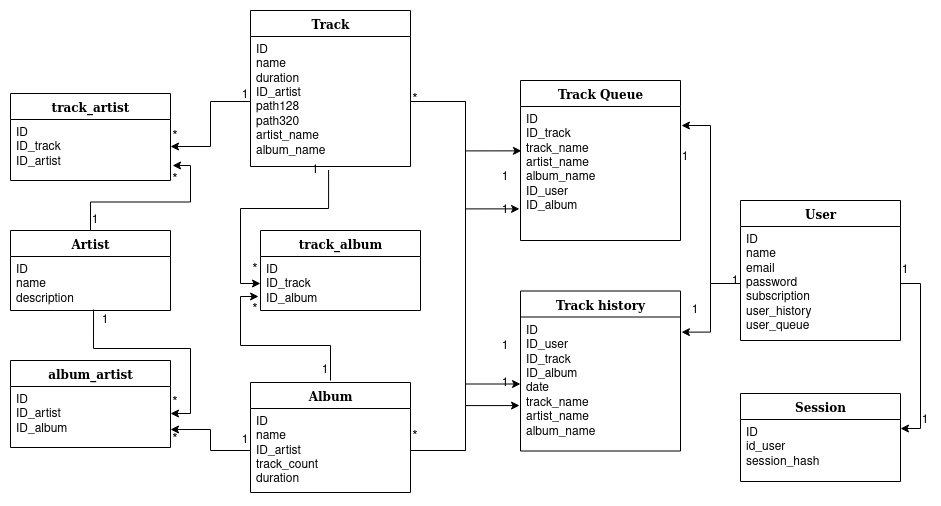 Track
ID
name
duration
ID_artist
path128
path320
artist_name
album_name
1
*
1
track_artist
ID
ID_track
ID_artist
*
*
Track Queue
ID
ID_track
track_name
artist_name
album_name
ID_user
ID_album
1
1
1
User
ID
name
email
password
subscription
user_history
user_queue
1
1
Artist
ID
name
description
1
1
track_album
ID
ID_track
ID_album
*
*
Track history
ID
ID_user
ID_track
ID_album
date
track_name
artist_name
album_name
1
1
1
album_artist
ID
ID_artist
ID_album
*
*
Album
ID
name
ID_artist
track_count
duration
1
1
*
Session
ID
id_user
session_hash
1